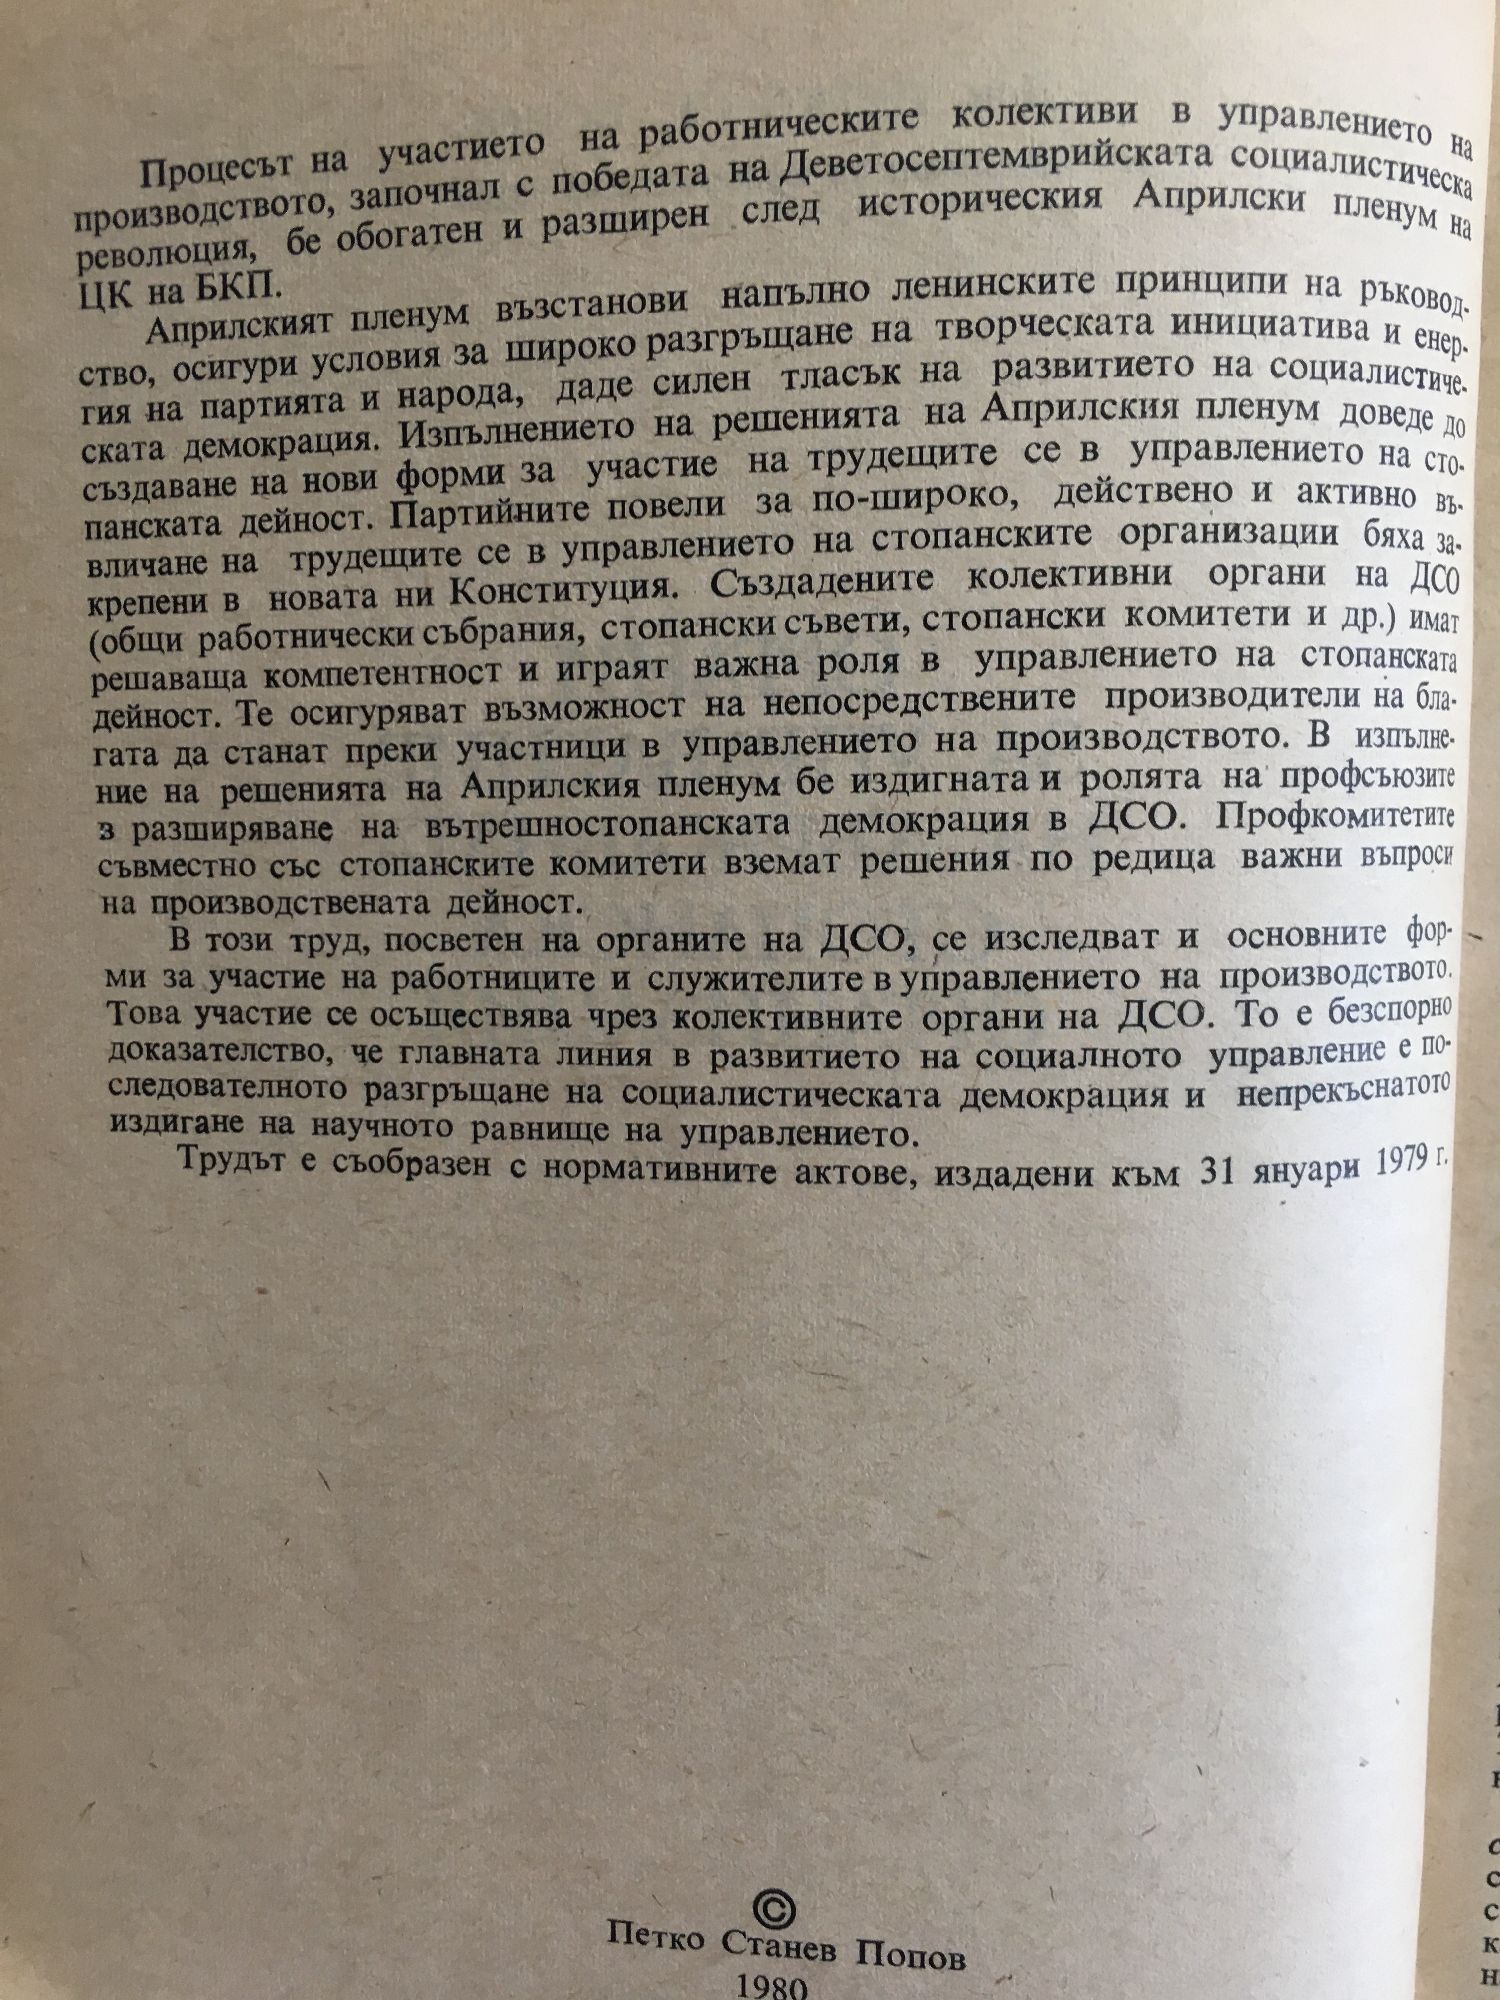 Процесът на участието на работническите колективи в управлението на
производството, започнал с победата на Деветосептемврийската социалистическа
революция, бе обогатен и разширен след историческия Априлски пленум на
ЦК на БКП.
Априлският пленум възстанови напълно ленинските принципи на ръковод-
ство, осигури условия за широко разгръщане на творческата инициатива и енер-
гия на партията и народа, даде силен тласък на развитието на социалистиче-
ската демокрация. Изпълнението на решенията на Априлския пленум доведе до
създаване на нови форми за участие на трудещите се в управлението на сто-
панската дейност. Партийните повели за по-широко, действено и активно въ-
вличане на трудещите се в управлението на стопанските организации бяха за-
крепени в новата ни Конституция. Създадените колективни органи на ДСО
(общи работнически събрания, стопански съвети, стопански комитети и др.) имат
решаваща компетентност и играят важна роля в управлението на стопанската
дейност. Те осигуряват възможност на непосредствените производители на бла-
гата да станат преки участници в управлението на производството. В изпълне-
ние на решенията на Априлския пленум бе издигната и ролята на профсъюзите
в разширяване на вътрешностопанската демокрация в ДСО. Профкомитетите
съвместно със стопанските комитети вземат решения по редица важни въпроси
на производствената дейност.
В този труд, посветен на органите на ДСО, се изследват и основните фор-
ми за участие на работниците и служителите в управлението на производството.
Това участие се осъществява чрез колективните органи на ДСО. То е безспорно
доказателство, че главната линия в развитието на социалното управление е по-
следователното разгръщане на социалистическата демокрация и непрекъснатото
издигане на научното равнище на управлението.
Трудът е съобразен с нормативните актове, издадени към 31 януари 1979 г.
©
Петко Станев Попов
1980